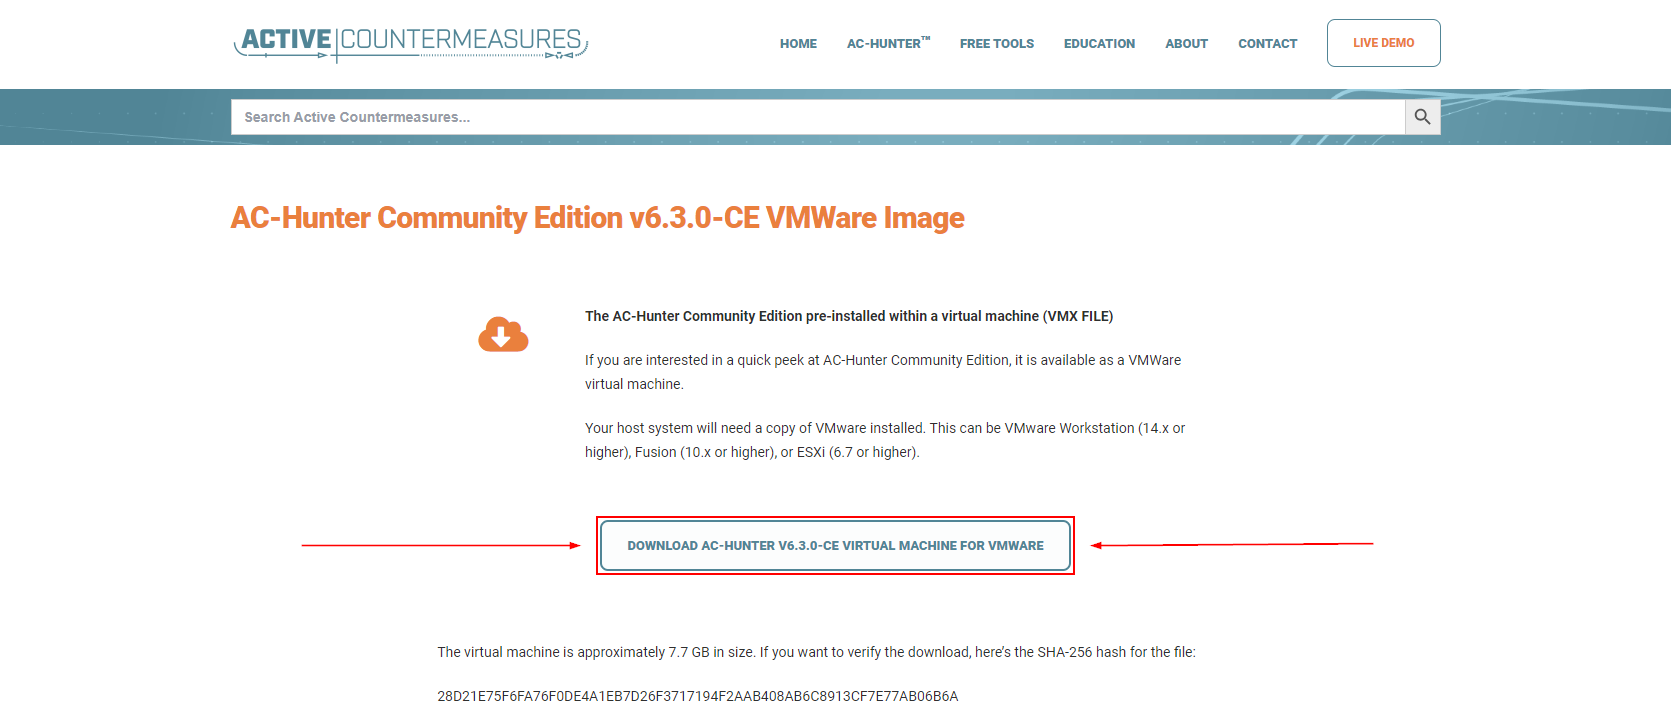 ACTIVE COUNTERMEASURES
HOME AC-HUNTER™ FREE TOOLS EDUCATION ABOUT CONTACT LIVE DEMO
Search Active Countermeasures...
AC-Hunter Community Edition v6.3.0-CE VMWare Image
The AC-Hunter Community Edition pre-installed within a virtual machine (VMX FILE)
If you are interested in a quick peek at AC-Hunter Community Edition, it is available as a VMWare
virtual machine.
Your host system will need a copy of VMware installed. This can be VMware Workstation (14.x or
higher), Fusion (10.x or higher), or ESXi (6.7 or higher).
DOWNLOAD AC-HUNTER V6.3.0-CE VIRTUAL MACHINE FOR VMWARE
The virtual machine is approximately 7.7 GB in size. If you want to verify the download, here's the SHA-256 hash for the file:
28D21E75F6FA76F0DE4A1EB7D26F3717194F2AAB408AB6C8913CF7E77AB06B6A